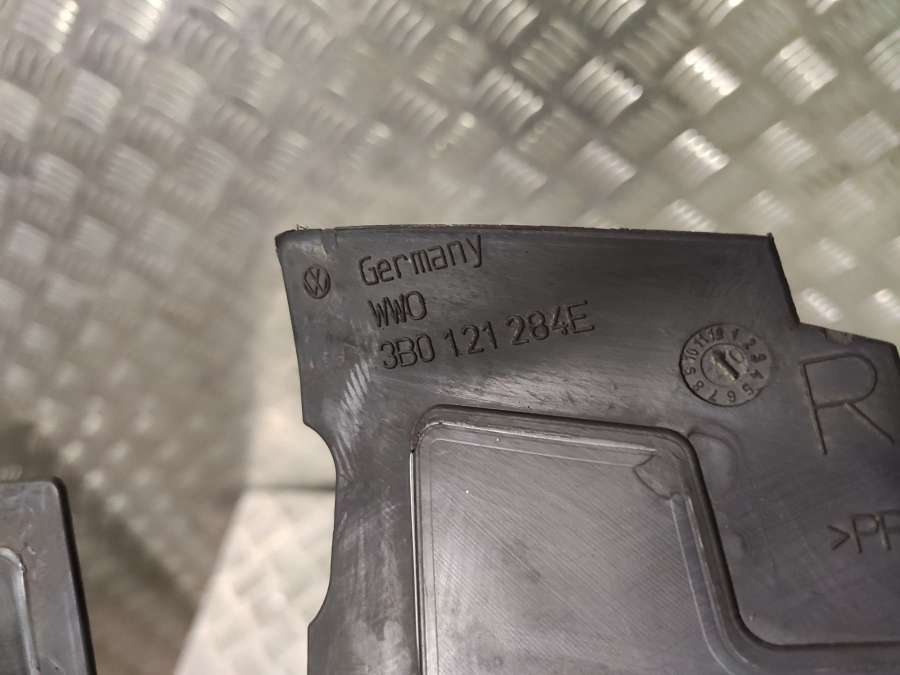 Germany
WWO
3B0 121 284E
R
>PP